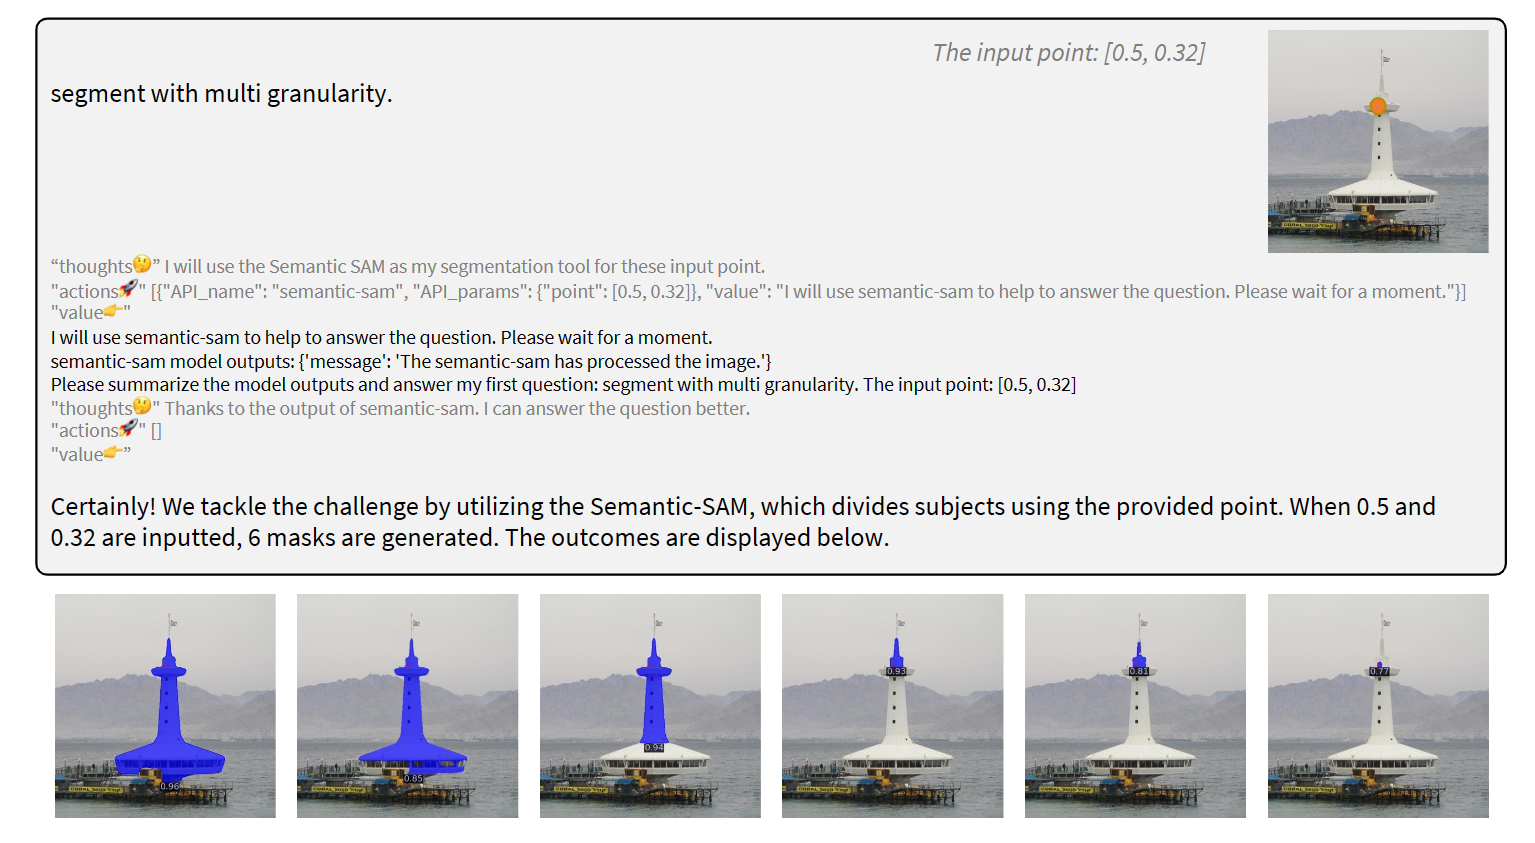 The input point: [0.5, 0.32]
segment with multi granularity.
“thoughts🤔” I will use the Semantic SAM as my segmentation tool for these input point.
"actions🚀" [{"API_name": "semantic-sam", "API_params": {"point": [0.5, 0.32]}, "value": "I will use semantic-sam to help to answer the question. Please wait for a moment."}]
"value👉"
I will use semantic-sam to help to answer the question. Please wait for a moment.
semantic-sam model outputs: {'message': 'The semantic-sam has processed the image.'}
Please summarize the model outputs and answer my first question: segment with multi granularity. The input point: [0.5, 0.32]
"thoughts🤔" Thanks to the output of semantic-sam. I can answer the question better.
"actions🚀" []
"value👉”
Certainly! We tackle the challenge by utilizing the Semantic-SAM, which divides subjects using the provided point. When 0.5 and
0.32 are inputted, 6 masks are generated. The outcomes are displayed below.
0.96
0.85
0.94
0.93
0.81
0.77